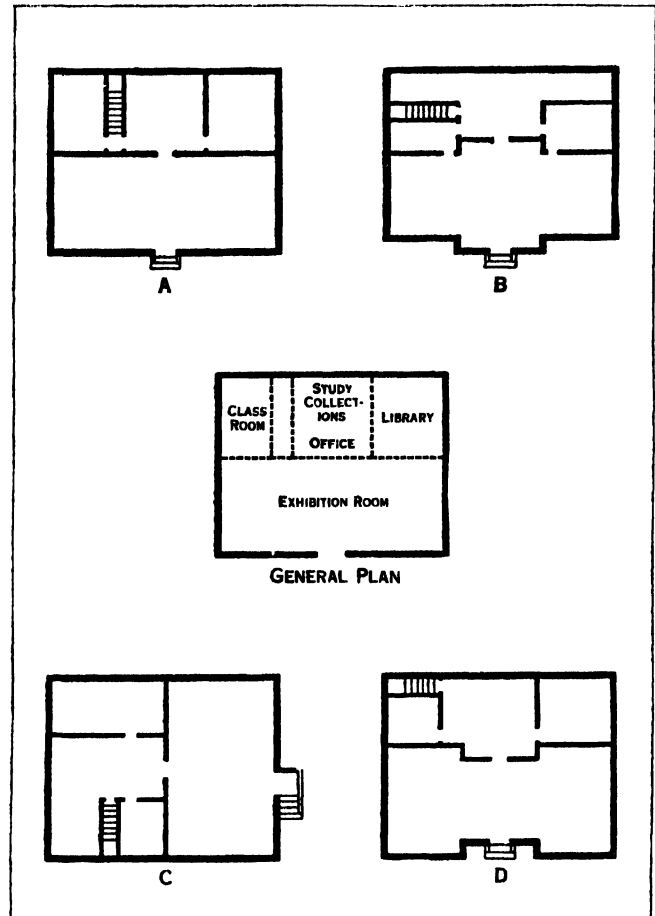 A
B
CLASS
ROOM
STUDY
COLLECT-
IONS
OFFICE
LIBRARY
EXHIBITION ROOM
GENERAL PLAN
C
D